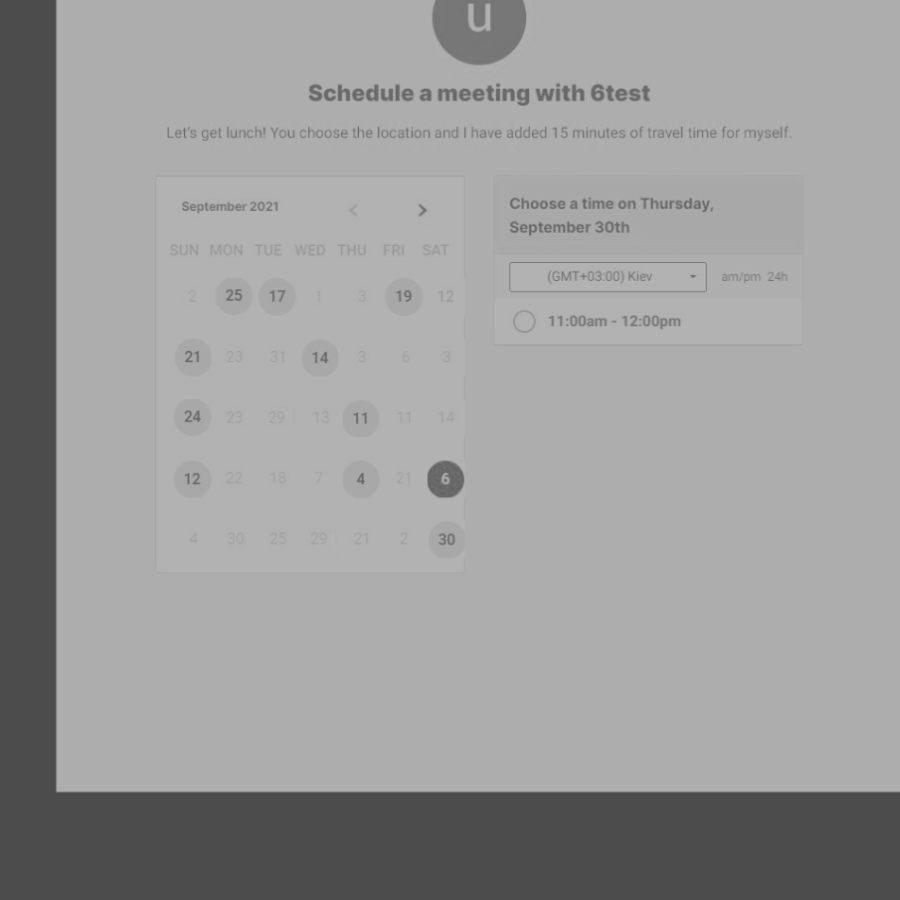 u
Schedule a meeting with 6test
Let's get lunch! You choose the location and I have added 15 minutes of travel time for myself.
September 2021
SUN MON TUE WED THU FRI SAT
2 25 17 1 3 19 12
21 23 31 14 3 6 3
24 23 29 13 11 11 14
12 22 18 7 4 21 6
4 30 25 29 21 2 30
Choose a time on Thursday,
September 30th
(GMT+03:00) Kiev am/pm 24h
11:00am - 12:00pm